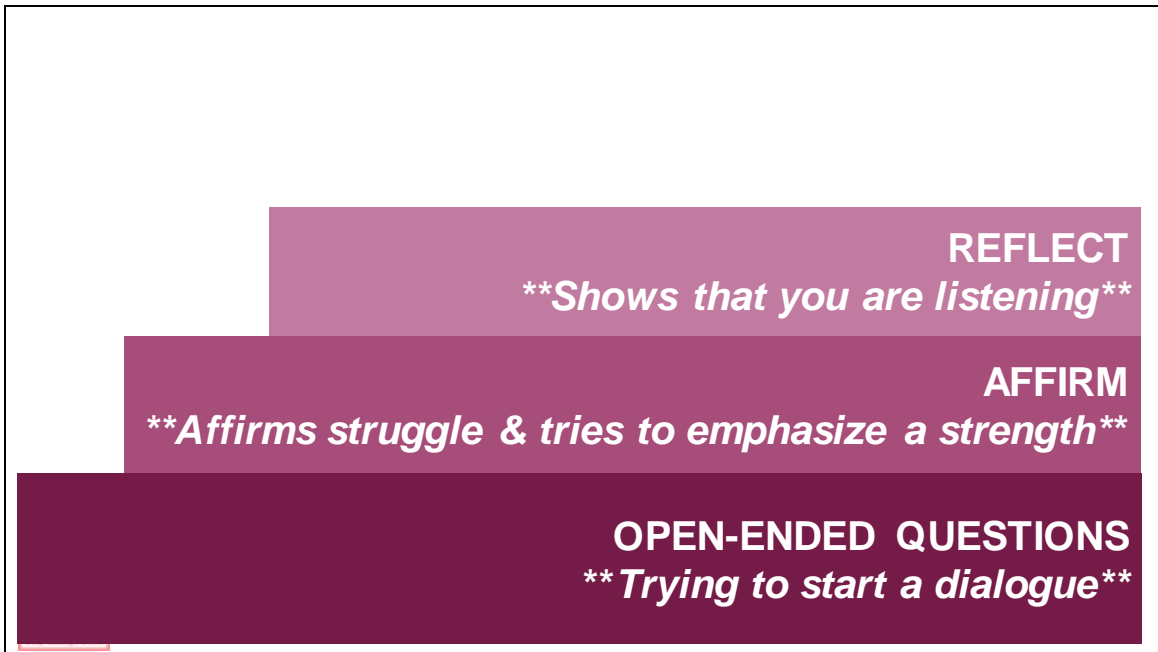 REFLECT
**Shows that you are listening**
AFFIRM
**Affirms struggle & tries to emphasize a strength**
OPEN-ENDED QUESTIONS
**Trying to start a dialogue**